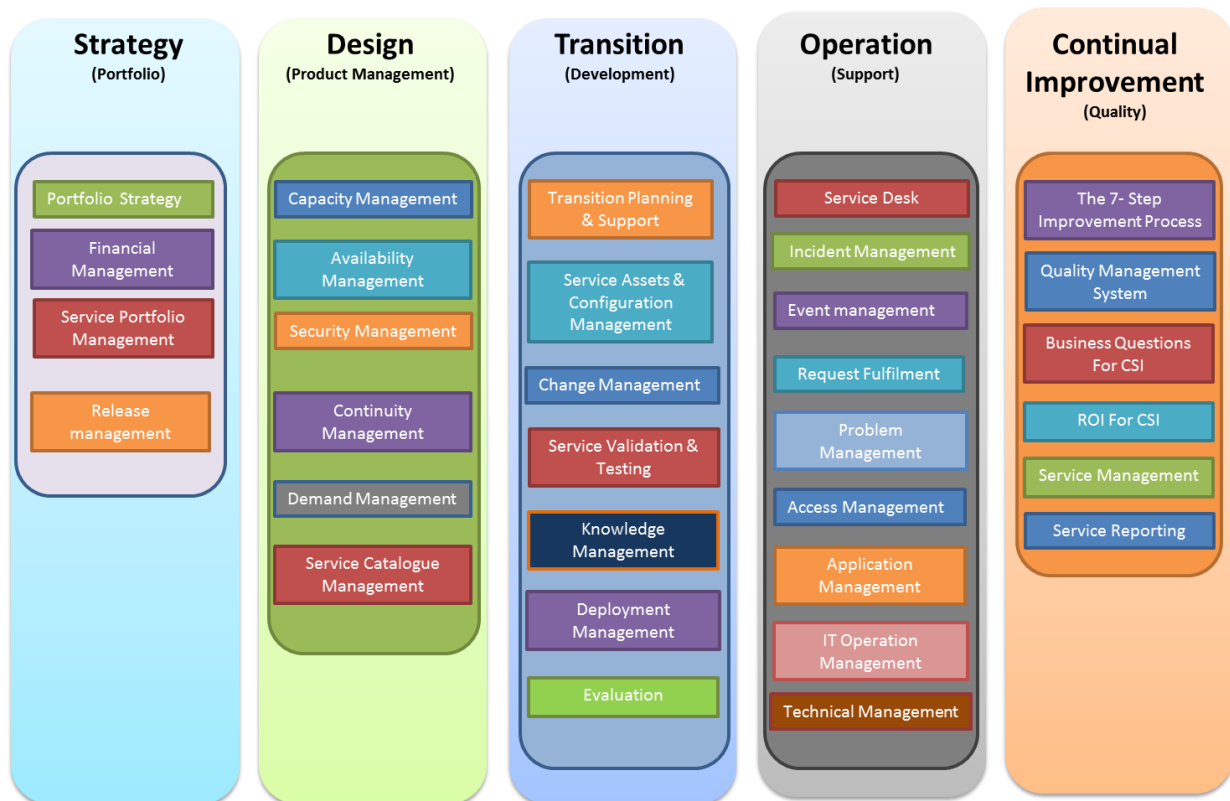 Strategy
(Portfolio)
Portfolio Strategy
Financial
Management
Service Portfolio
Management
Release
management
Design
(Product Management)
Capacity Management
Availability
Management
Security Management
Continuity
Management
Demand Management
Service Catalogue
Management
Transition
(Development)
Transition Planning
& Support
Service Assets &
Configuration
Management
Change Management
Service Validation &
Testing
Knowledge
Management
Deployment
Management
Evaluation
Operation
(Support)
Service Desk
Incident Management
Event management
Request Fulfilment
Problem
Management
Access Management
Application
Management
IT Operation
Management
Technical Management
Continual
Improvement
(Quality)
The 7- Step
Improvement Process
Quality Management
System
Business Questions
For CSI
ROI For CSI
Service Management
Service Reporting